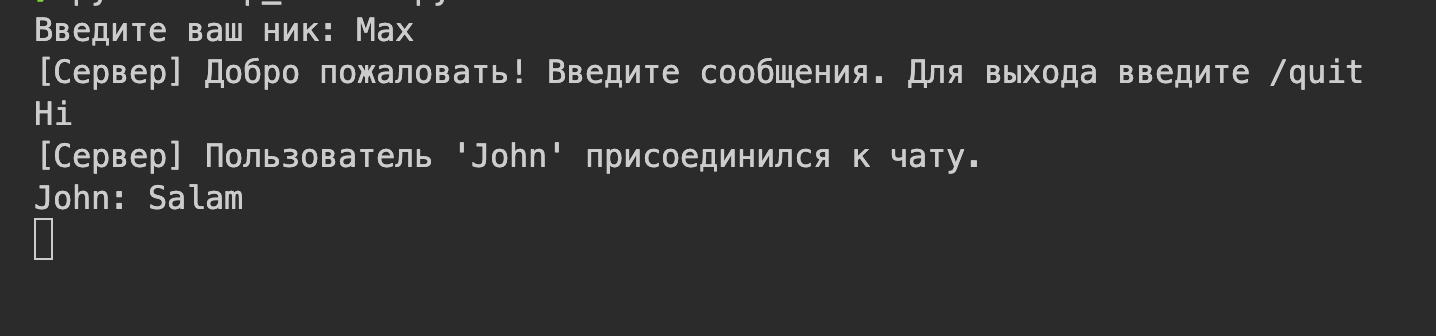 Введите ваш ник: Max
[Сервер] Добро пожаловать! Введите сообщения. Для выхода введите /quit
Hi
[Сервер] Пользователь 'John' присоединился к чату.
John: Salam